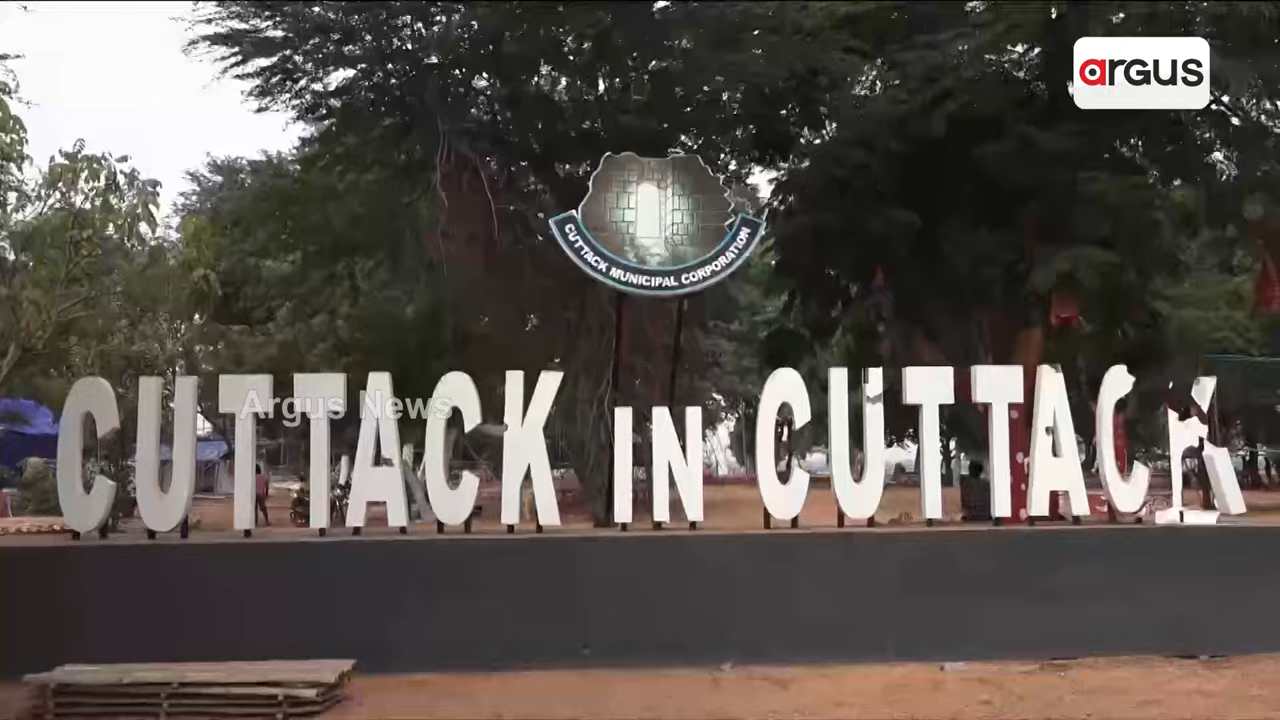 argus
CUTTACK MUNICIPAL CORPORATION
CUTTACK IN CUTTACK
Argus News